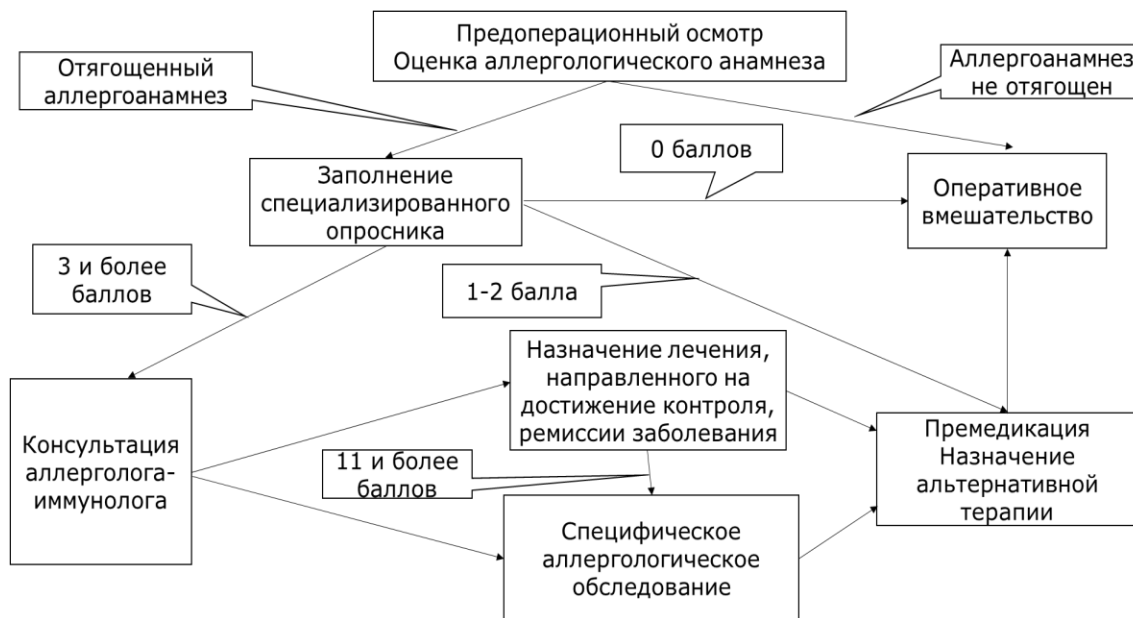 Предоперационный осмотр
Оценка аллергологического анамнеза
Отягощенный
аллергоанамнез
Аллергоанамнез
не отягощен
0 баллов
Заполнение
специализированного
опросника
Оперативное
вмешательство
3 и более
баллов
1-2 балла
Назначение лечения,
направленного на
достижение контроля,
ремиссии заболевания
Консультация
аллерголога-
иммунолога
Премедикация
Назначение
альтернативной
терапии
11 и более
баллов
Специфическое
аллергологическое
обследование